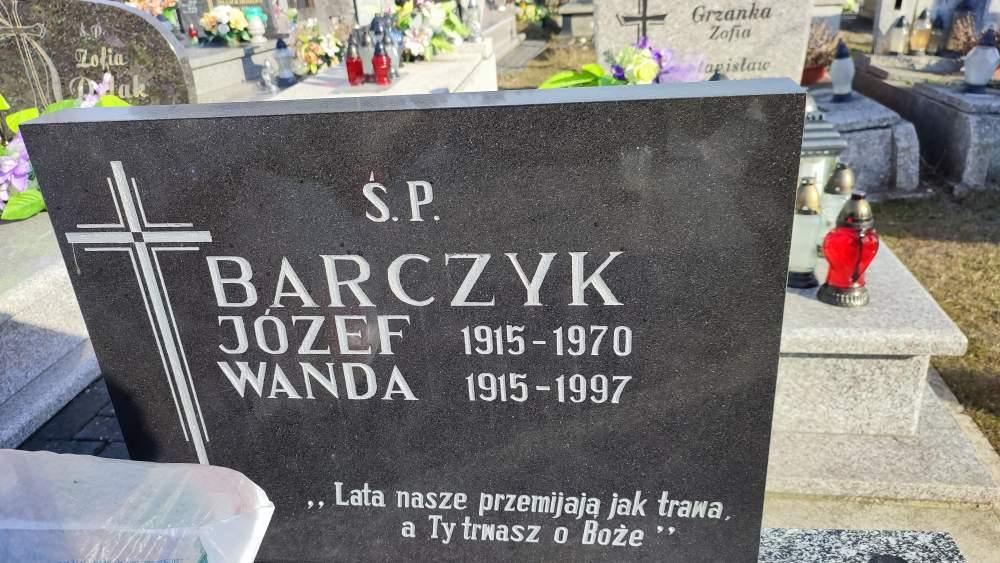 Ś.P.
Zofia
Grzanka
Zofia
Ś.P.
BARCZYK
JÓZEF 1915-1970
WANDA 1915-1997
,,Lata nasze przemijają jak trawa,
a Ty trwasz o Boże"